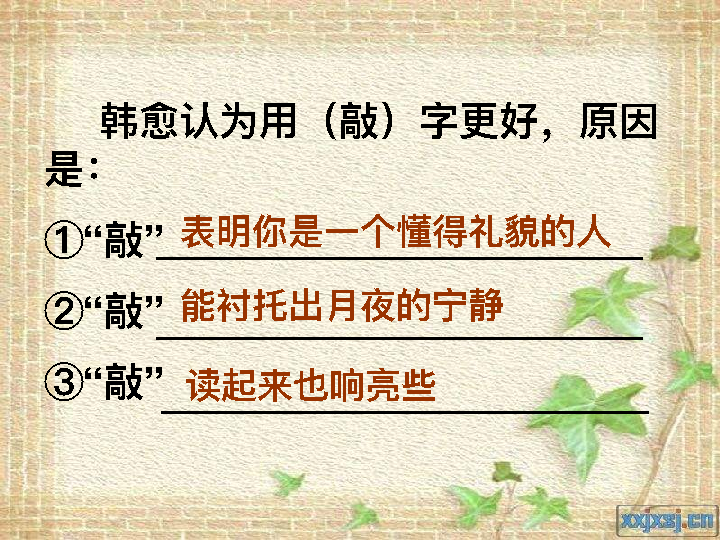 韩愈认为用（敲）字更好，原因
是：
①“敲”表明你是一个懂得礼貌的人
②“敲”能衬托出月夜的宁静
③“敲”读起来也响亮些
xxjxsj.cn